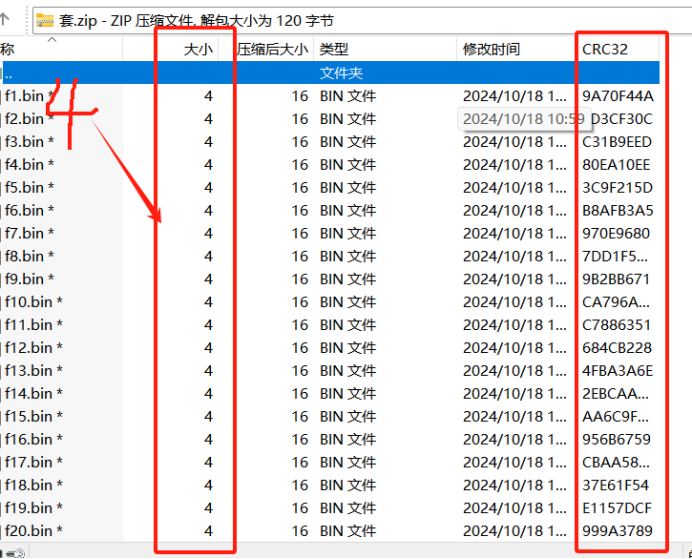 套.zip - ZIP 压缩文件, 解包大小为 120 字节
称 大小 压缩后大小 类型 修改时间 CRC32
.. 文件夹
f1.bin * 4 16 BIN 文件 2024/10/18 1... 9A70F44A
f2.bin * 4 16 BIN 文件 2024/10/18 10:59 D3CF30C
f3.bin * 4 16 BIN 文件 2024/10/18 1... C31B9EED
f4.bin * 4 16 BIN 文件 2024/10/18 1... 80EA10EE
f5.bin * 4 16 BIN 文件 2024/10/18 1... 3C9F215D
f6.bin * 4 16 BIN 文件 2024/10/18 1... B8AFB3A5
f7.bin * 4 16 BIN 文件 2024/10/18 1... 970E9680
f8.bin * 4 16 BIN 文件 2024/10/18 1... 7DD1F5...
f9.bin * 4 16 BIN 文件 2024/10/18 1... 9B2BB671
f10.bin * 4 16 BIN 文件 2024/10/18 1... CA796A...
f11.bin * 4 16 BIN 文件 2024/10/18 1... C7886351
f12.bin * 4 16 BIN 文件 2024/10/18 1... 684CB228
f13.bin * 4 16 BIN 文件 2024/10/18 1... 4FBA3A6E
f14.bin * 4 16 BIN 文件 2024/10/18 1... 2EBCAA...
f15.bin * 4 16 BIN 文件 2024/10/18 1... AA6C9F...
f16.bin * 4 16 BIN 文件 2024/10/18 1... 956B6759
f17.bin * 4 16 BIN 文件 2024/10/18 1... CBAA58...
f18.bin * 4 16 BIN 文件 2024/10/18 1... 37E61F54
f19.bin * 4 16 BIN 文件 2024/10/18 1... E1157DCF
f20.bin * 4 16 BIN 文件 2024/10/18 1... 999A3789
4